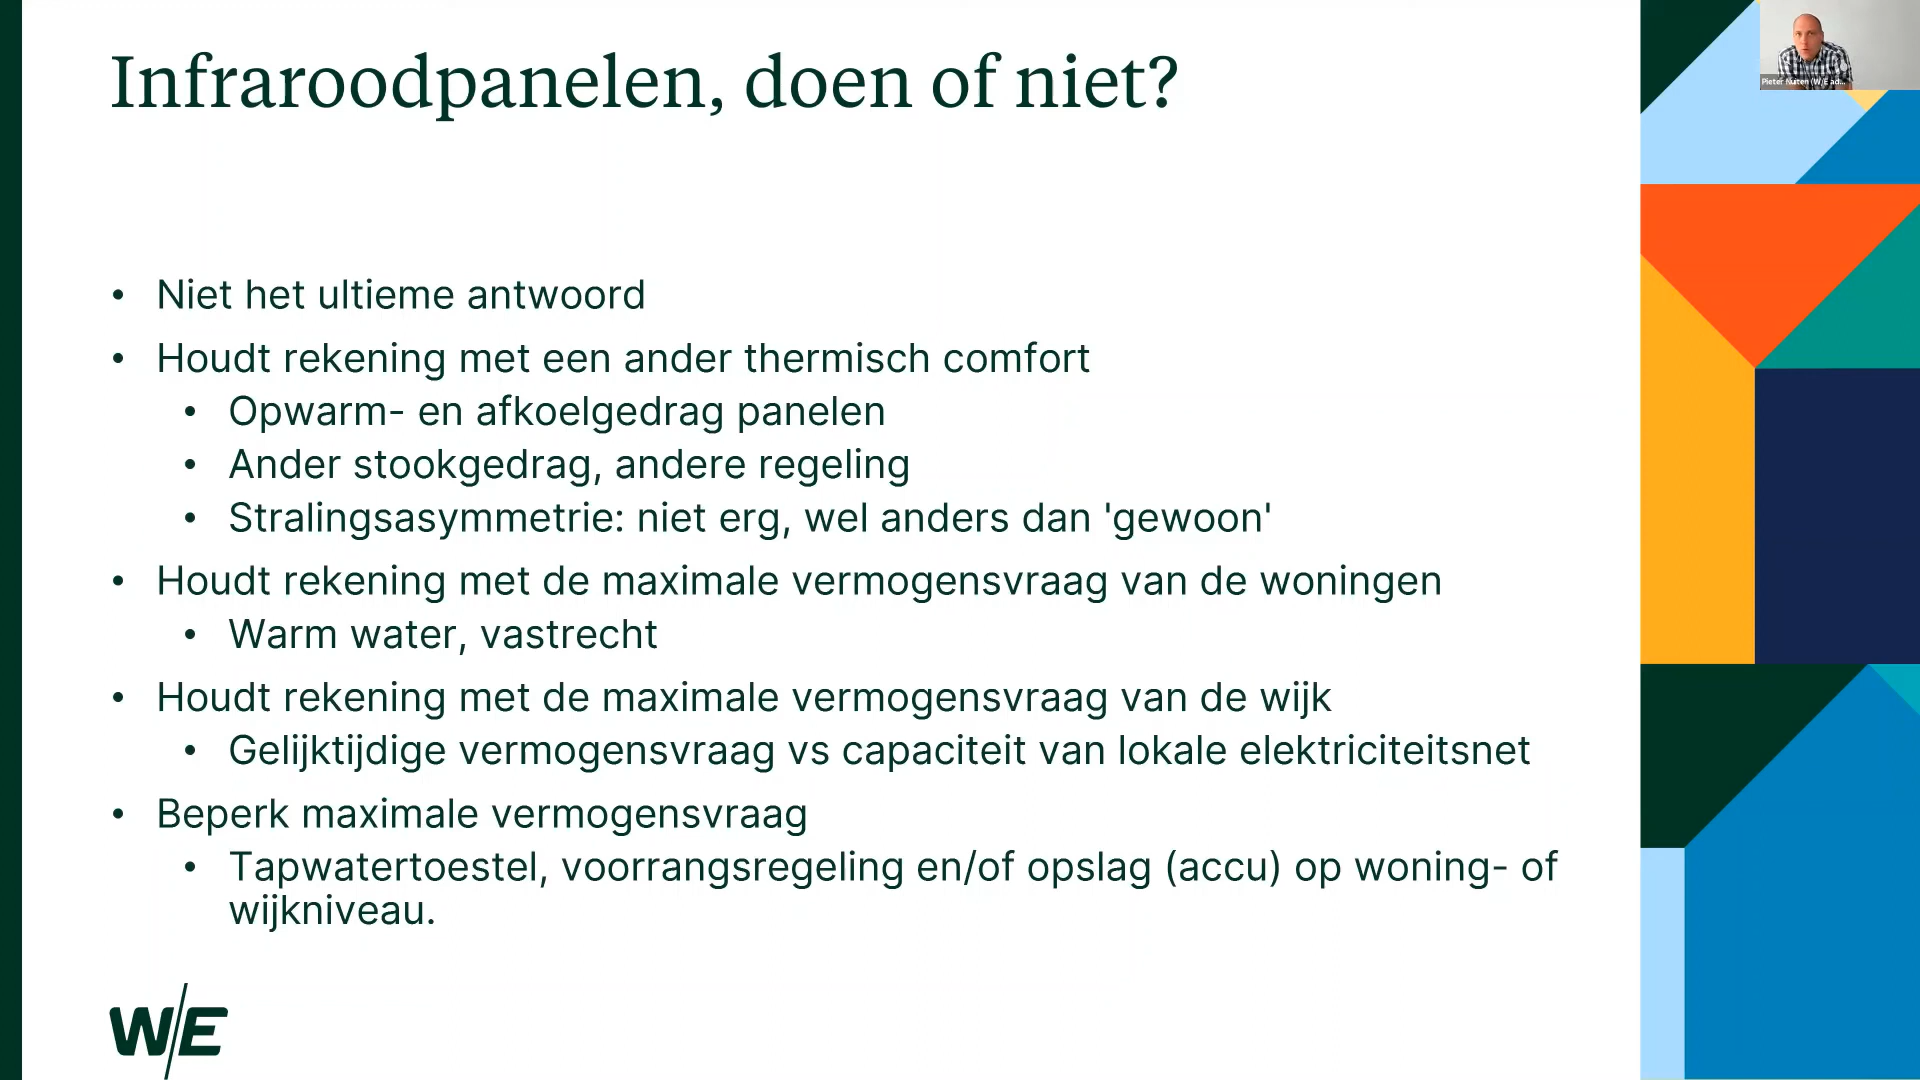 Infraroodpanelen, doen of niet?
Pieter Nuiten (W/E ad...
• Niet het ultieme antwoord
• Houdt rekening met een ander thermisch comfort
• Opwarm- en afkoelgedrag panelen
• Ander stookgedrag, andere regeling
• Stralingsasymmetrie: niet erg, wel anders dan 'gewoon'
• Houdt rekening met de maximale vermogensvraag van de woningen
• Warm water, vastrecht
• Houdt rekening met de maximale vermogensvraag van de wijk
• Gelijktijdige vermogensvraag vs capaciteit van lokale elektriciteitsnet
• Beperk maximale vermogensvraag
• Tapwatertoestel, voorrangsregeling en/of opslag (accu) op woning- of
wijkniveau.
W/E